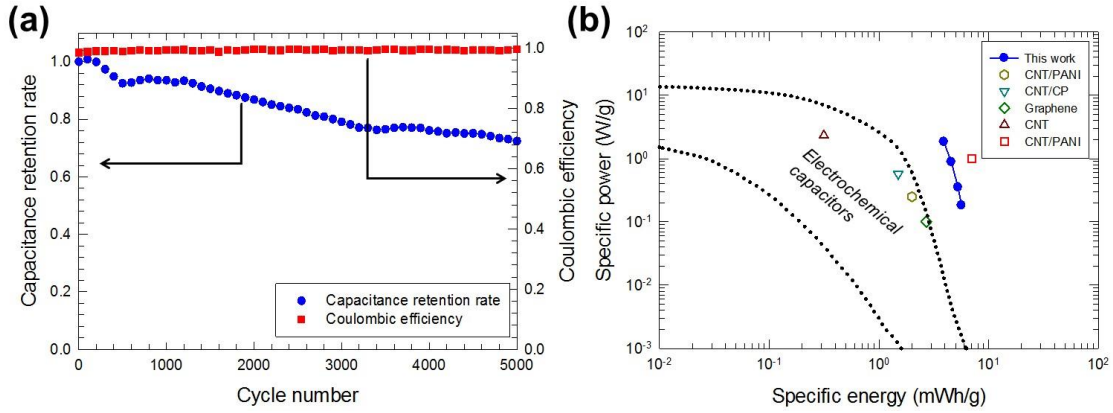 (a)
Capacitance retention rate
1.0
0.8
0.6
0.4
0.2
0.0
0
1000
2000
3000
4000
5000
Cycle number
1.0
0.8
0.6
0.4
0.2
0.0
Coulombic efficiency
Capacitance retention rate
Coulombic efficiency
(b)
Specific power (W/g)
10²
10¹
10⁰
10⁻¹
10⁻²
10⁻³
10⁻²
10⁻¹
10⁰
10¹
10²
Specific energy (mWh/g)
Electrochemical
capacitors
This work
CNT/PANI
CNT/CP
Graphene
CNT
CNT/PANI